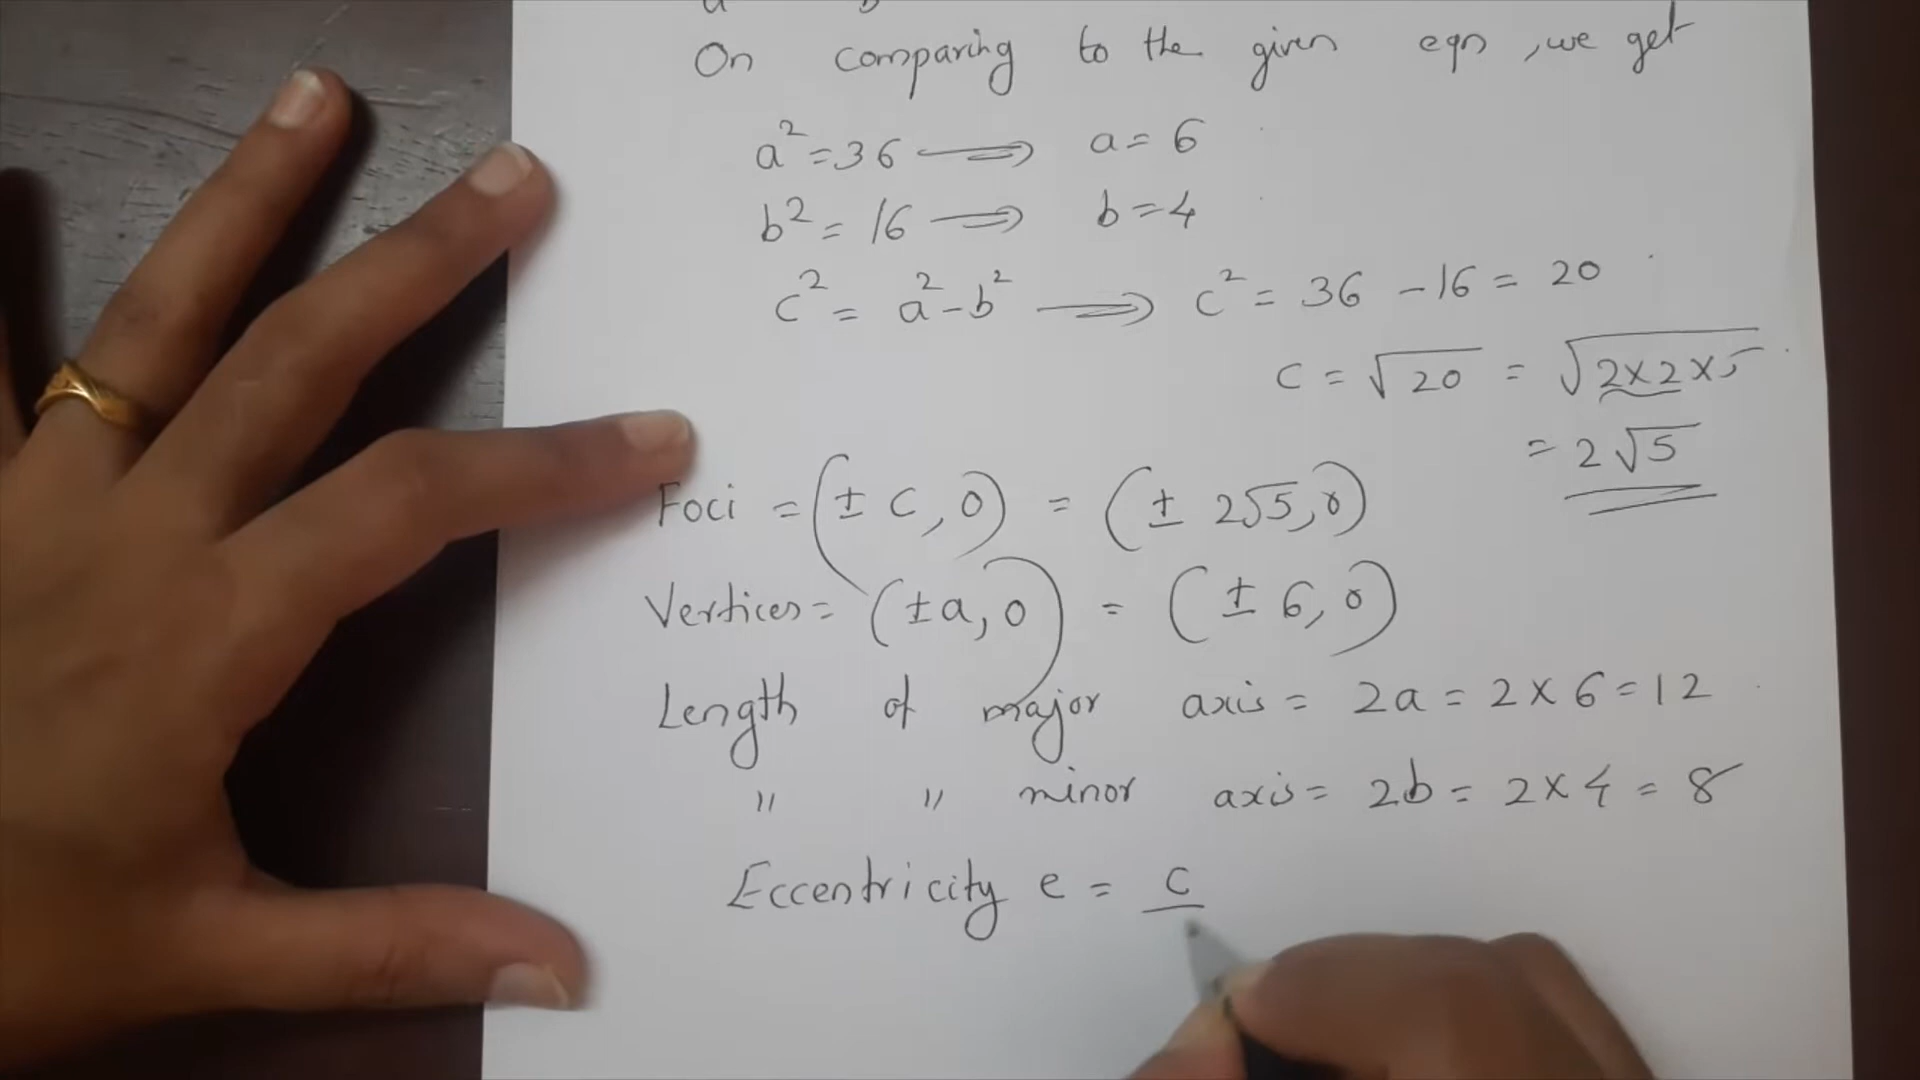 On comparing to the given eqn, we get
a² = 36 ⟹ a = 6
b² = 16 ⟹ b = 4
c² = a² - b² ⟹ c² = 36 - 16 = 20
c = √20 = √2×2×5
= 2√5
Foci = (± c, 0) = (± 2√5, 0)
Vertices = (±a, 0) = (± 6, 0)
Length of major axis = 2a = 2 × 6 = 12
" " minor axis = 2b = 2 × 4 = 8
Eccentricity e = c